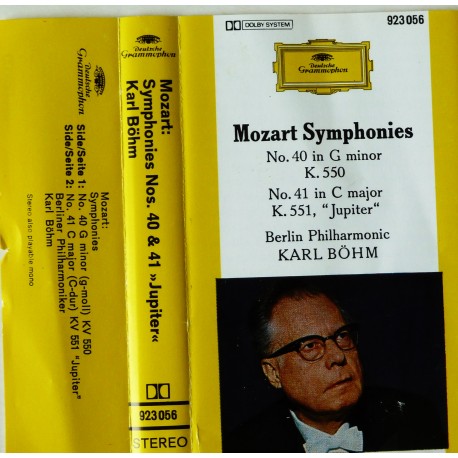 Deutsche
Grammophon
Mozart:
Symphonies
Side/Seite 1: No. 40 G minor (g-moll) KV 550
Side/Seite 2: No. 41 C major (C-dur) KV 551 "Jupiter"
Berliner Philharmoniker
Karl Böhm
Stereo also playable mono
Deutsche
Grammophon
Mozart:
Symphonies Nos. 40 & 41 »Jupiter«
Karl Böhm
923 056
STEREO
DOLBY SYSTEM
923 056
Deutsche
Grammophon
Mozart Symphonies
No. 40 in G minor
K. 550
No. 41 in C major
K. 551, "Jupiter"
Berlin Philharmonic
KARL BÖHM